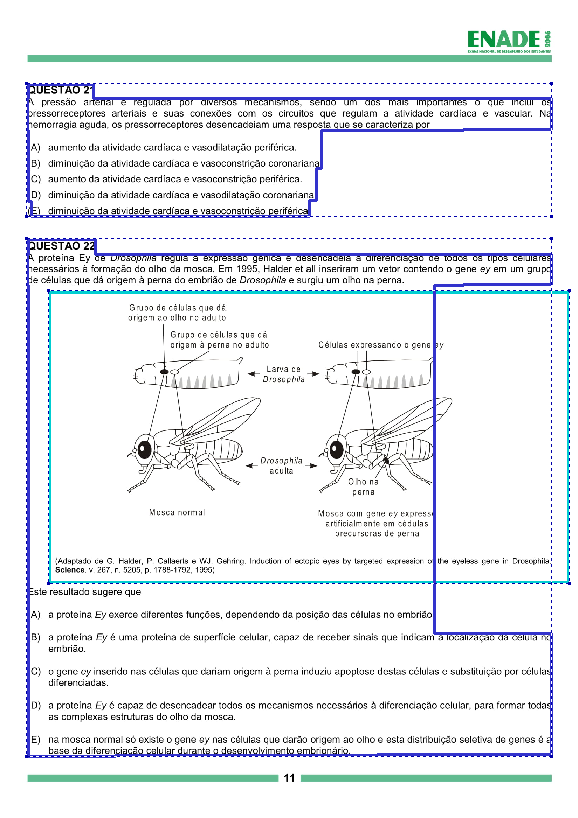 ENADE 2005
EXAME NACIONAL DE DESEMPENHO DOS ESTUDANTES
QUESTÃO 21
A pressão arterial é regulada por diversos mecanismos, sendo um dos mais importantes o que inclui os
pressorreceptores arteriais e suas conexões com os circuitos que regulam a atividade cardíaca e vascular. Na
hemorragia aguda, os pressorreceptores desencadeiam uma resposta que se caracteriza por
A) aumento da atividade cardíaca e vasodilatação periférica.
B) diminuição da atividade cardíaca e vasoconstrição coronariana.
C) aumento da atividade cardíaca e vasoconstrição periférica.
D) diminuição da atividade cardíaca e vasodilatação coronariana.
E) diminuição da atividade cardíaca e vasoconstrição periférica.
QUESTÃO 22
A proteína Ey de Drosophila regula a expressão gênica e desencadeia a diferenciação de todos os tipos celulares
necessários à formação do olho da mosca. Em 1995, Halder et all inseriram um vetor contendo o gene ey em um grupo
de células que dá origem à perna do embrião de Drosophila e surgiu um olho na perna.
Grupo de células que dá
origem ao olho no adulto
Grupo de células que dá
origem à perna no adulto
Células expressando o gene ey
Larva de
Drosophila
Drosophila
adulta
Olho na
perna
Mosca normal
Mosca com gene ey expresso
artificialmente em cédulas
precursoras de perna
(Adaptado de G. Halder, P. Callaerts e WJ. Gehring. Induction of ectopic eyes by targeted expression of the eyeless gene in Drosophila.
Science, v. 267, n. 5205, p. 1788-1792, 1995)
Este resultado sugere que
A) a proteína Ey exerce diferentes funções, dependendo da posição das células no embrião.
B) a proteína Ey é uma proteína de superfície celular, capaz de receber sinais que indicam a localização da célula no
embrião.
C) o gene ey inserido nas células que dariam origem à perna induziu apoptose destas células e substituição por células
diferenciadas.
D) a proteína Ey é capaz de desencadear todos os mecanismos necessários à diferenciação celular, para formar todas
as complexas estruturas do olho da mosca.
E) na mosca normal só existe o gene ey nas células que darão origem ao olho e esta distribuição seletiva de genes é a
base da diferenciação celular durante o desenvolvimento embrionário.
11